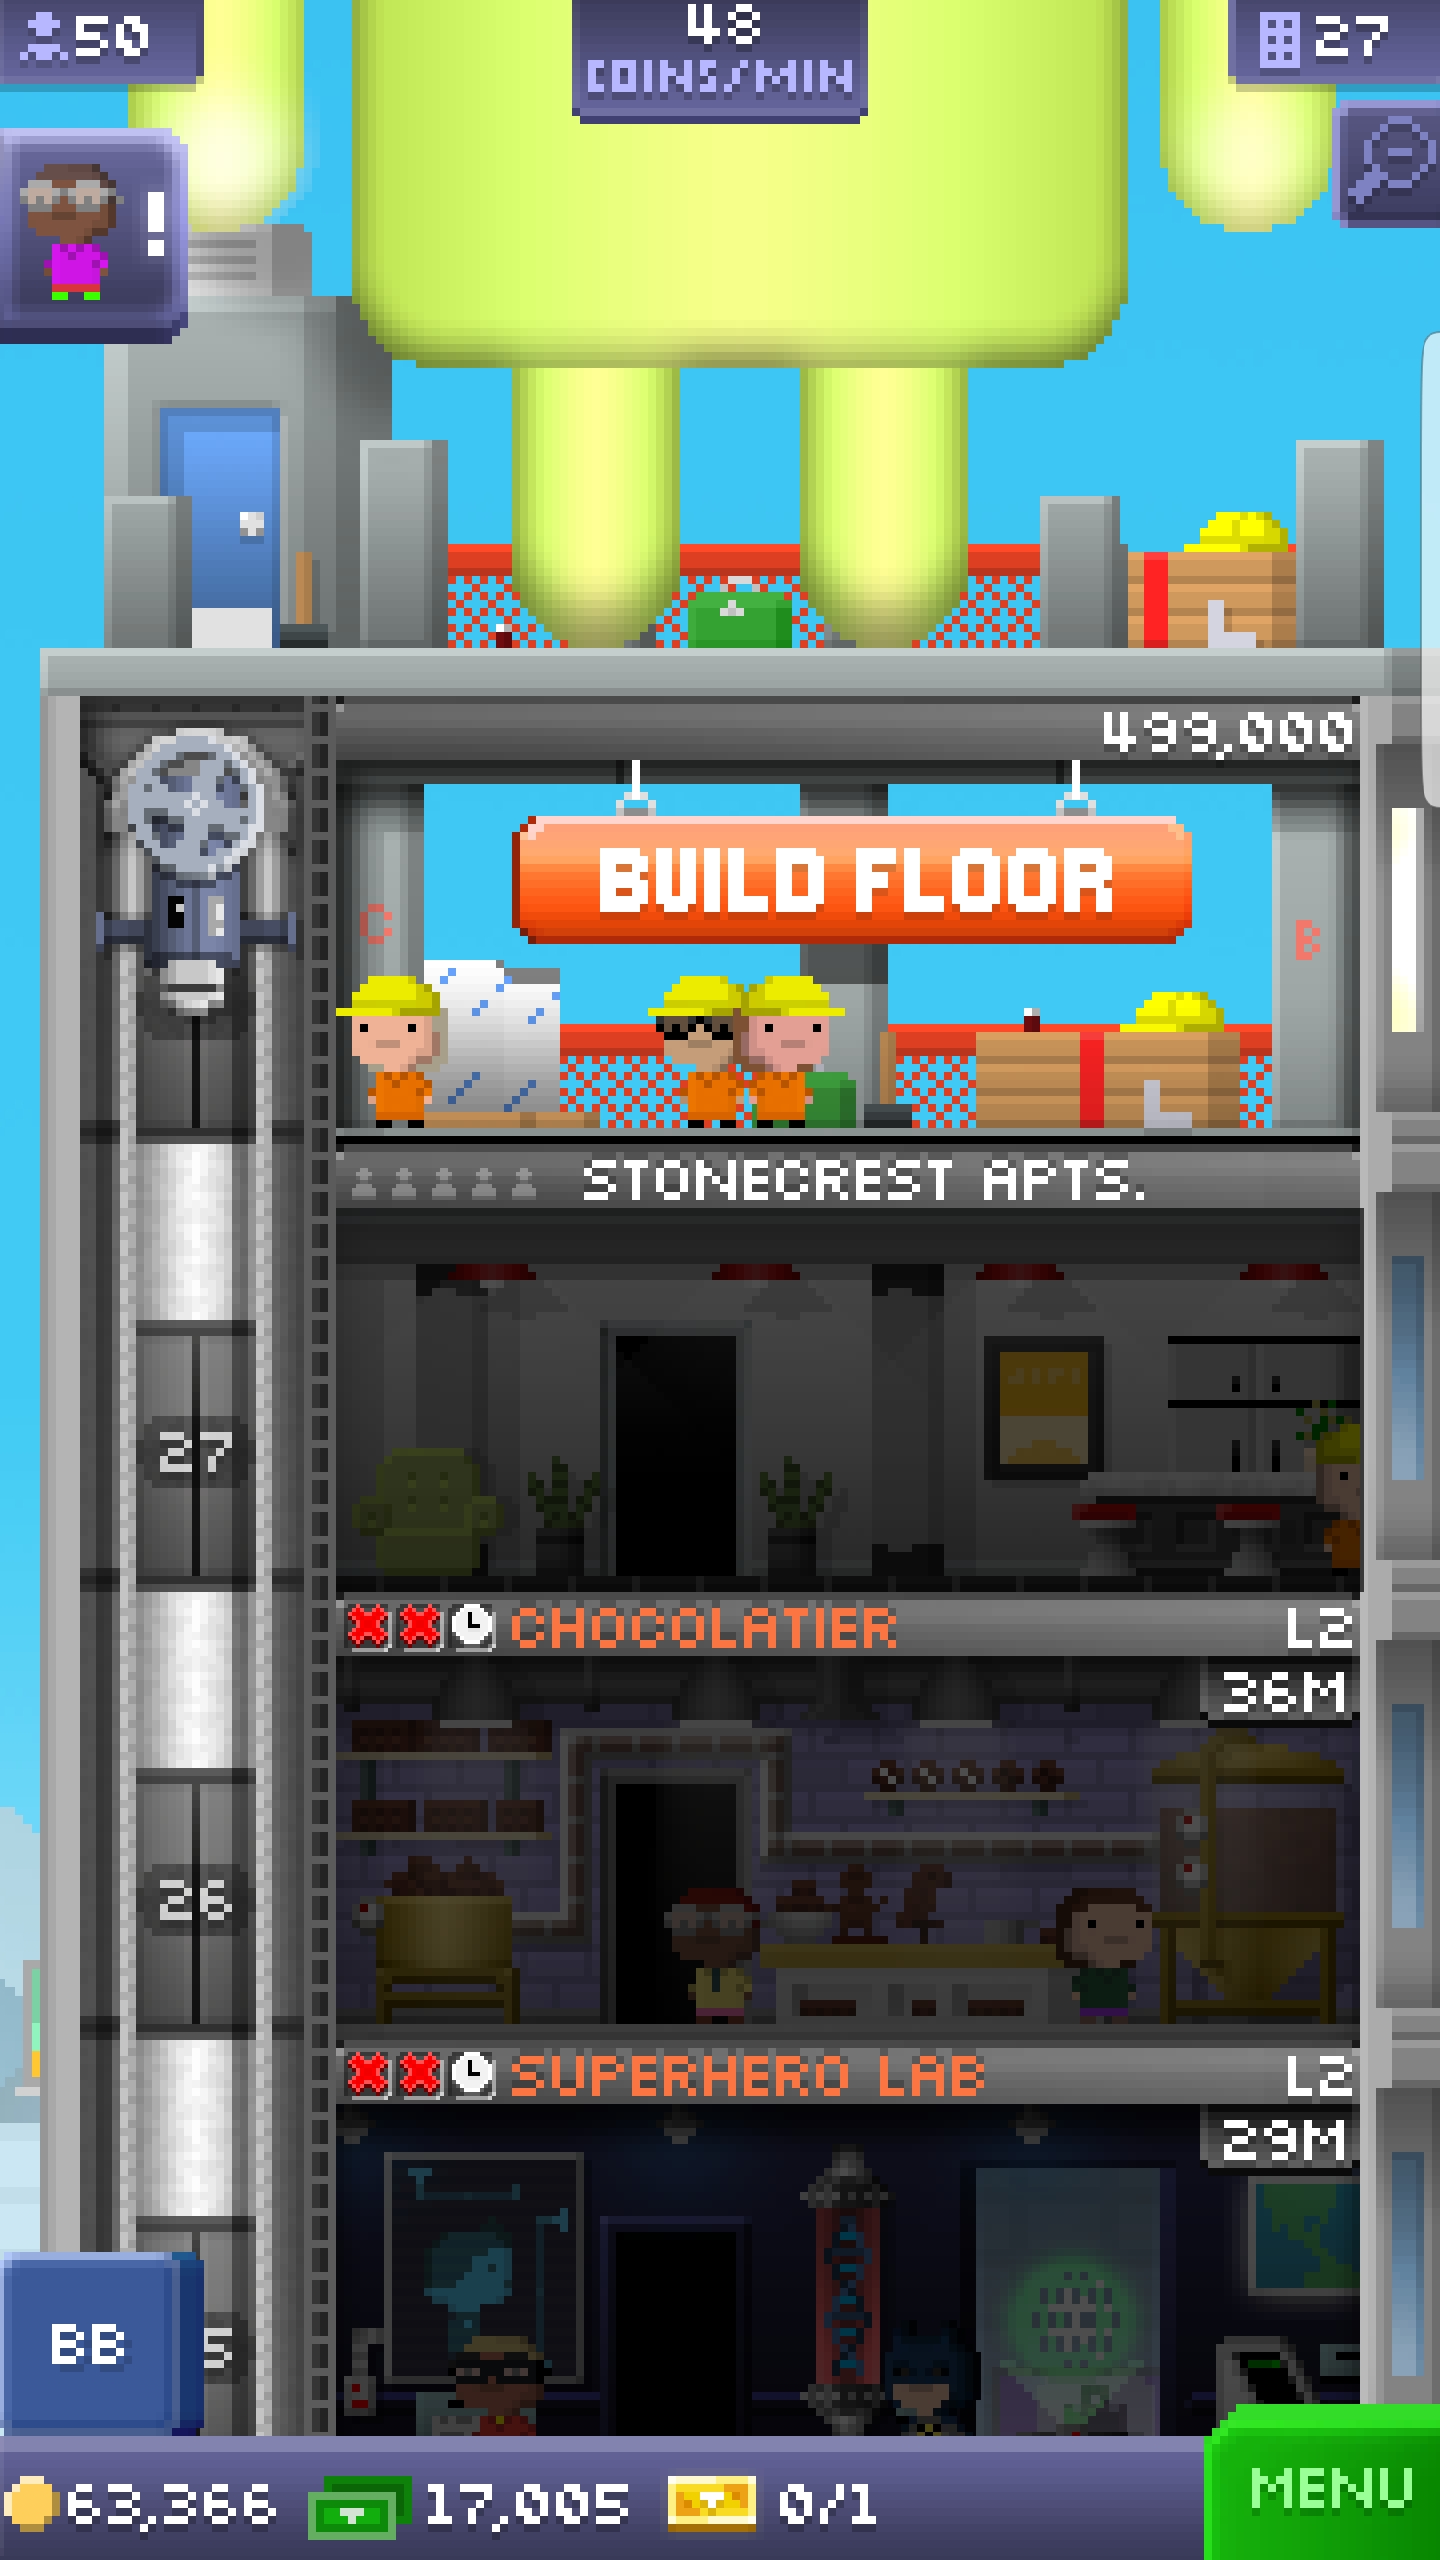 50
48
COINS/MIN
27
!
499,000
BUILD FLOOR
C
B
STONECREST APTS.
27
CHOCOLATIER L2
36M
26
SUPERHERO LAB L2
29M
BB
5
63,366 17,005 0/1
MENU